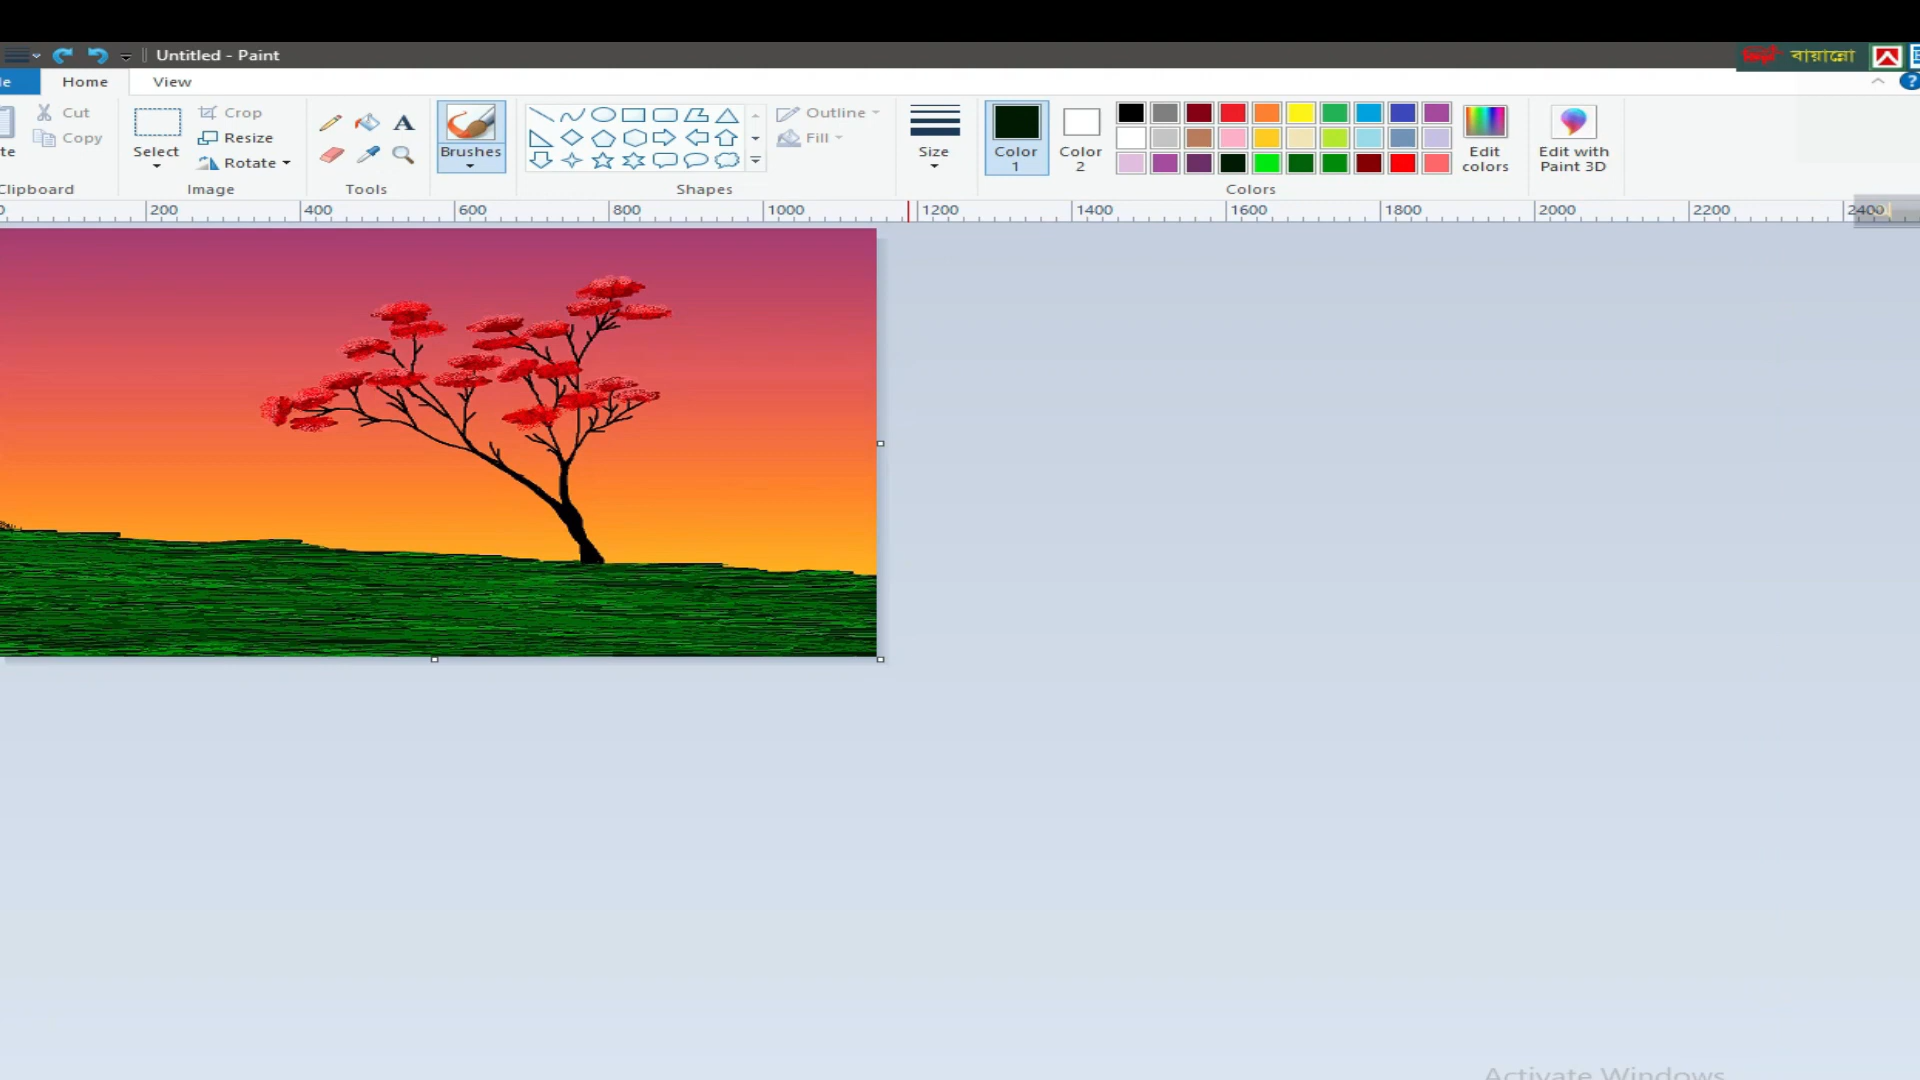 Untitled - Paint
বায়ান্নো
Home View
Cut
Copy
Clipboard
Select
Crop
Resize
Rotate
Image
A
Tools
Brushes
Shapes
Outline
Fill
Size
Color 1
Color 2
Colors
Edit colors
Edit with Paint 3D
200 400 600 800 1000 1200 1400 1600 1800 2000 2200 2400
Activate Windows